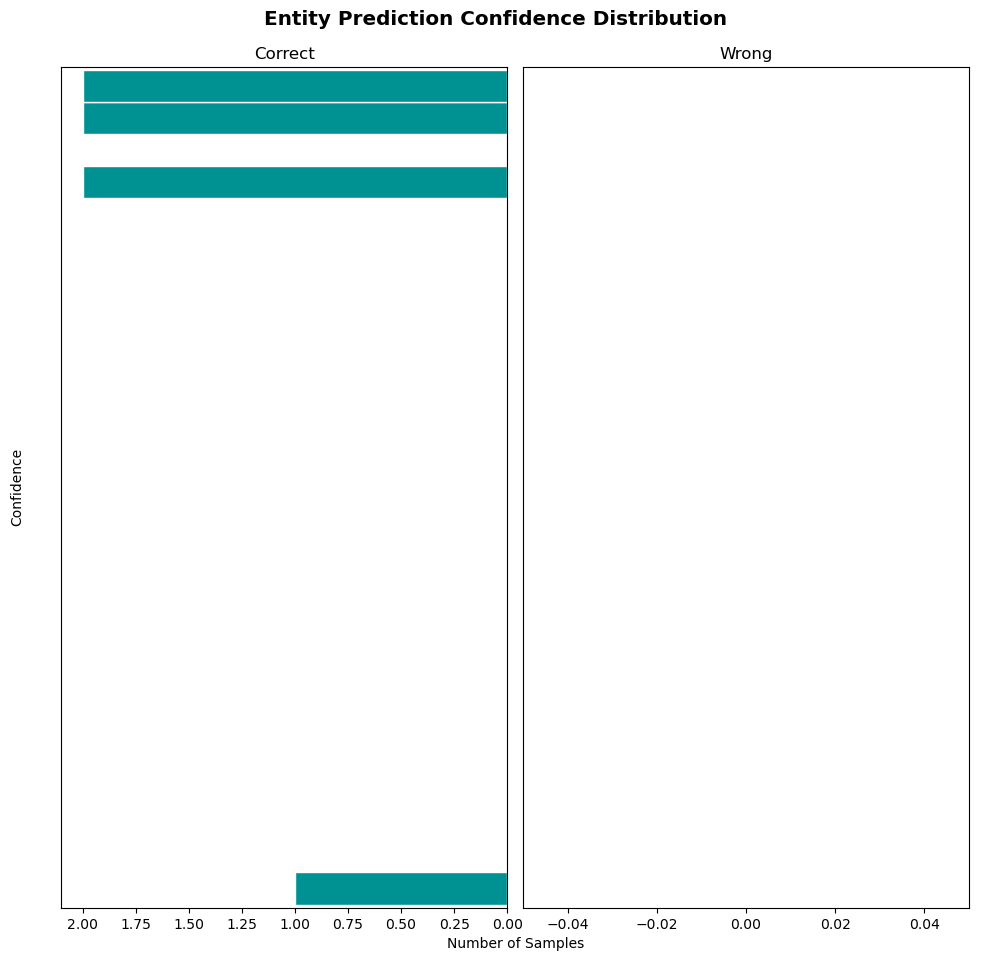 Entity Prediction Confidence Distribution
Correct
Wrong
Confidence
2.00 1.75 1.50 1.25 1.00 0.75 0.50 0.25 0.00
−0.04 −0.02 0.00 0.02 0.04
Number of Samples